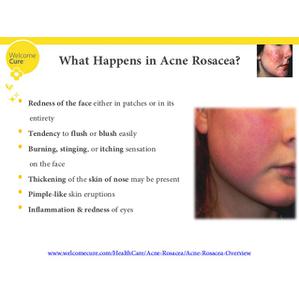 Welcome
Cure
What Happens in Acne Rosacea?
Redness of the face either in patches or in its
entirety
Tendency to flush or blush easily
Burning, stinging, or itching sensation
on the face
Thickening of the skin of nose may be present
Pimple-like skin eruptions
Inflammation & redness of eyes
www.welcomecure.com/HealthCare/Acne-Rosacea/Acne-Rosacea-Overview